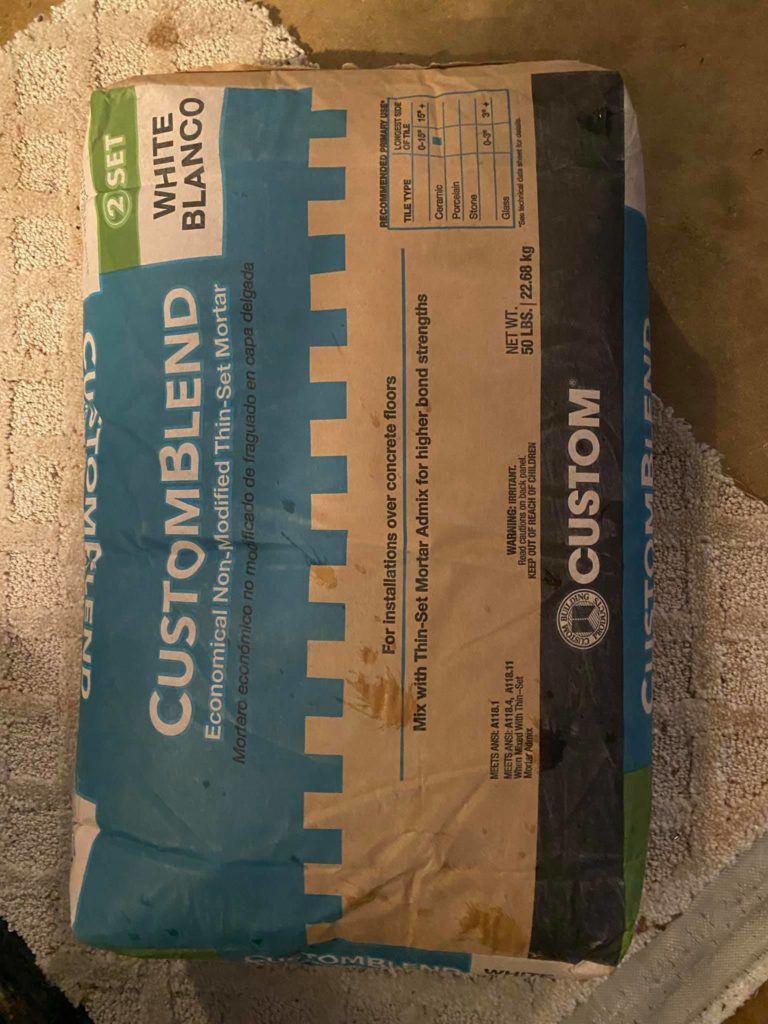 ② SET
WHITE
BLANCO
CUSTOMBLEND
Economical Non-Modified Thin-Set Mortar
Mortero económico no modificado de fraguado en capa delgada
RECOMMENDED PRIMARY USE*
TILE TYPE
LONGEST SIDE
OF TILE
0-15" 15"+
Ceramic
Porcelain
Stone
0-3" 3"+
Glass
*See technical data sheet for details.
For installations over concrete floors
Mix with Thin-Set Mortar Admix for higher bond strengths
MEETS ANSI: A118.1
MEETS ANSI: A118.4, A118.11
When Mixed With Thin-Set
Mortar Admix
WARNING: IRRITANT.
Read cautions on back panel.
KEEP OUT OF REACH OF CHILDREN
NET WT.
50 LBS. | 22.68 kg
CUSTOM BUILDING PRODUCTS
CUSTOM®
CUSTOMBLEND
CUSTOMBLEND
CUSTOMBLEND
WHITE